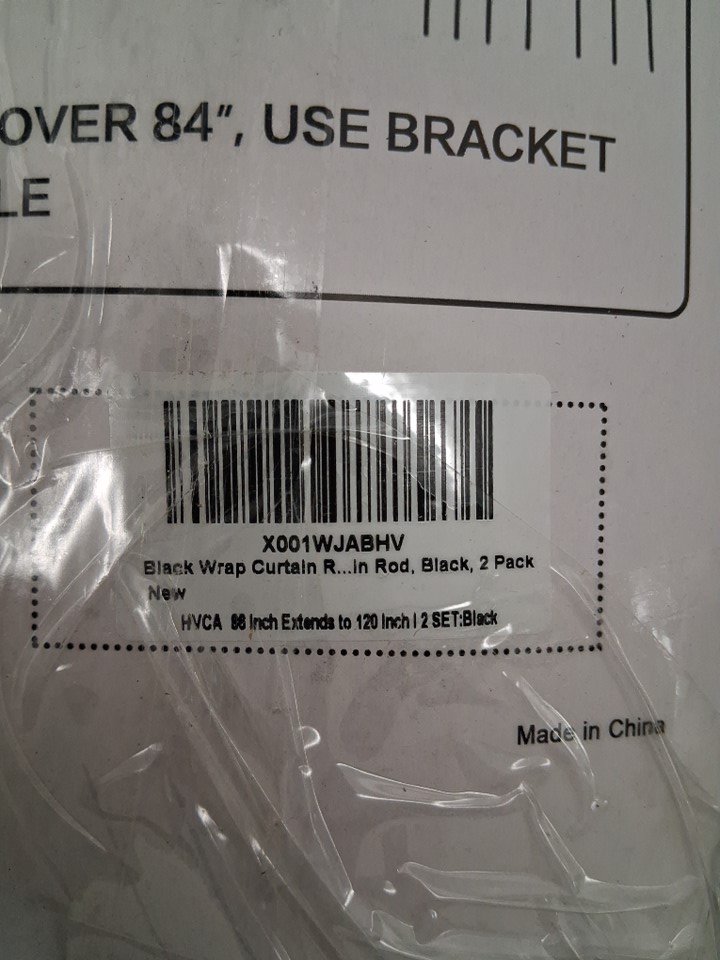 OVER 84″, USE BRACKET
LE
X001WJABHV
Black Wrap Curtain R...in Rod, Black, 2 Pack
New
HVCA 86 Inch Extends to 120 Inch | 2 SET:Black
Made in China